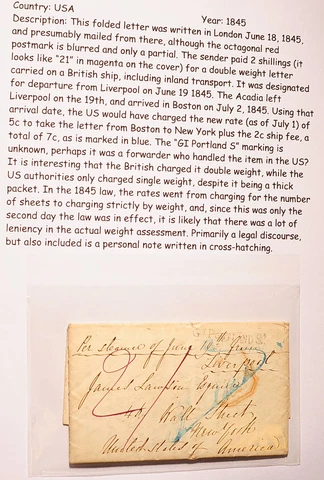 Country: USA Year: 1845
Description: This folded letter was written in London June 18, 1845,
and presumably mailed from there, although the octagonal red
postmark is blurred and only a partial. The sender paid 2 shillings (it
looks like "21" in magenta on the cover) for a double weight letter
carried on a British ship, including inland transport. It was designated
for departure from Liverpool on June 19 1845. The Acadia left
Liverpool on the 19th, and arrived in Boston on July 2, 1845. Using that
arrival date, the US would have charged the new rate (as of July 1) of
5c to take the letter from Boston to New York plus the 2c ship fee, a
total of 7c, as is marked in blue. The "GI Portland S" marking is
unknown, perhaps it was a forwarder who handled the item in the US?
It is interesting that the British charged it double weight, while the
US authorities only charged single weight, despite it being a thick
packet. In the 1845 law, the rates went from charging for the number
of sheets to charging strictly by weight, and, since this was only the
second day the law was in effect, it is likely that there was a lot of
leniency in the actual weight assessment. Primarily a legal discourse,
but also included is a personal note written in cross-hatching.
Per steamer of June 19th from
Liverpool
James Esquire
Wall Street
New York
United States of America